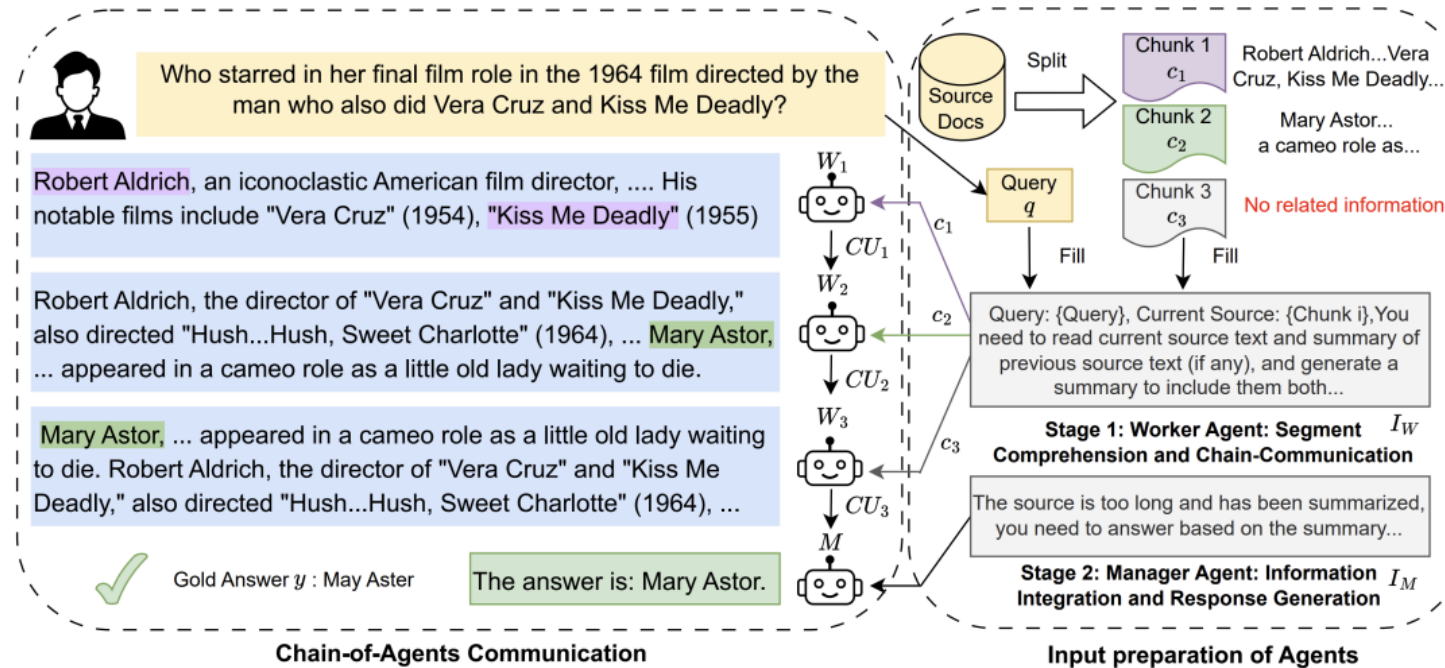 Who starred in her final film role in the 1964 film directed by the
man who also did Vera Cruz and Kiss Me Deadly?
Robert Aldrich, an iconoclastic American film director, .... His
notable films include "Vera Cruz" (1954), "Kiss Me Deadly" (1955)
Robert Aldrich, the director of "Vera Cruz" and "Kiss Me Deadly,"
also directed "Hush...Hush, Sweet Charlotte" (1964), ... Mary Astor,
... appeared in a cameo role as a little old lady waiting to die.
Mary Astor, ... appeared in a cameo role as a little old lady waiting
to die. Robert Aldrich, the director of "Vera Cruz" and "Kiss Me
Deadly," also directed "Hush...Hush, Sweet Charlotte" (1964), ...
Gold Answer y : May Aster
The answer is: Mary Astor.
W₁
CU₁
W₂
CU₂
W₃
CU₃
M
c₁
c₂
c₃
Chain-of-Agents Communication
Source
Docs
Split
Chunk 1
c₁
Robert Aldrich...Vera
Cruz, Kiss Me Deadly...
Chunk 2
c₂
Mary Astor...
a cameo role as...
Chunk 3
c₃
No related information
Query
q
Fill
Fill
Query: {Query}, Current Source: {Chunk i},You
need to read current source text and summary of
previous source text (if any), and generate a
summary to include them both...
Stage 1: Worker Agent: Segment
Comprehension and Chain-Communication
I_W
The source is too long and has been summarized,
you need to answer based on the summary...
Stage 2: Manager Agent: Information
Integration and Response Generation
I_M
Input preparation of Agents